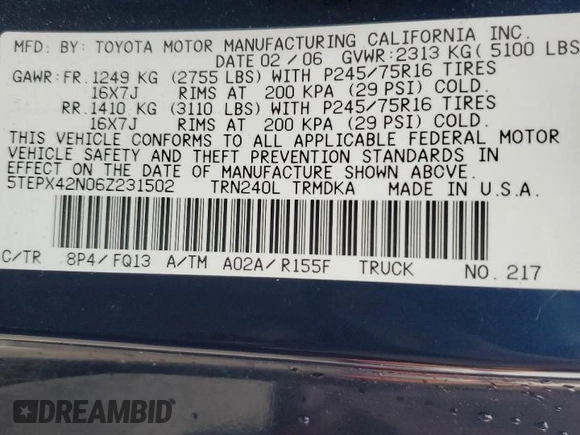 MFD. BY: TOYOTA MOTOR MANUFACTURING CALIFORNIA INC.
DATE 02 / 06 GVWR:2313 KG( 5100 LBS
GAWR:FR. 1249 KG (2755 LBS) WITH P245/75R16 TIRES
16X7J RIMS AT 200 KPA (29 PSI) COLD.
RR. 1410 KG (3110 LBS) WITH P245/75R16 TIRES
16X7J RIMS AT 200 KPA (29 PSI) COLD.
THIS VEHICLE CONFORMS TO ALL APPLICABLE FEDERAL MOTOR
VEHICLE SAFETY AND THEFT PREVENTION STANDARDS IN
EFFECT ON THE DATE OF MANUFACTURE SHOWN ABOVE.
5TEPX42N06Z231502 TRN240L TRMDKA MADE IN U.S.A.
C/TR 8P4/ FQ13 A/TM A02A/ R155F TRUCK NO. 217
DREAMBID